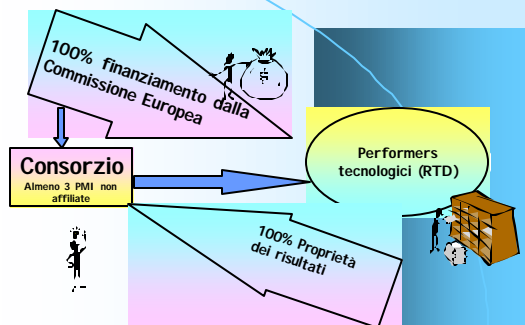 100% finanziamento dalla
Commissione Europea
Consorzio
Almeno 3 PMI non
affiliate
Performers
tecnologici (RTD)
100% Proprietà
dei risultati